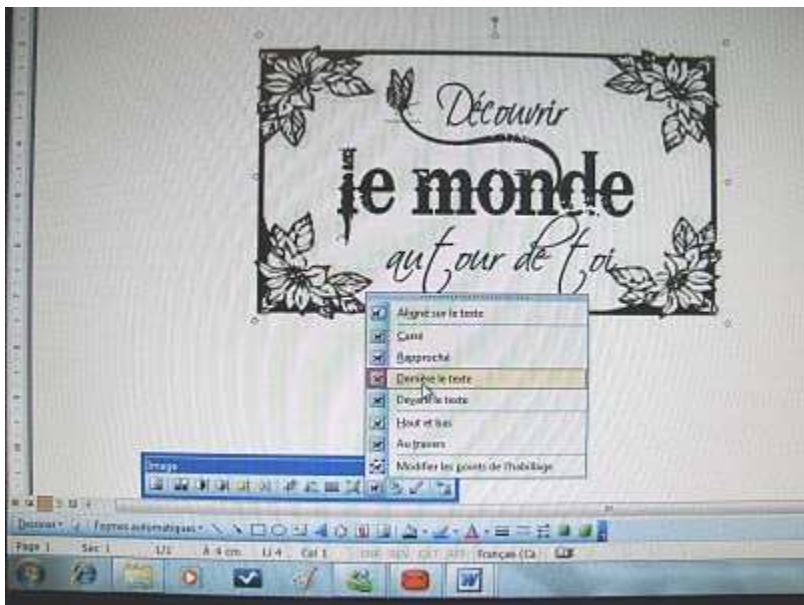 Découvrir
le monde
autour de toi
Aligné sur le texte
Carré
Rapproché
Derrière le texte
Devant le texte
Haut et bas
Au travers
Modifier les points de l'habillage
Image
Dessiner
Formes automatiques
Page 1 Sec 1 1/1 À 4 cm Li 4 Col 1 Français (Ca
W